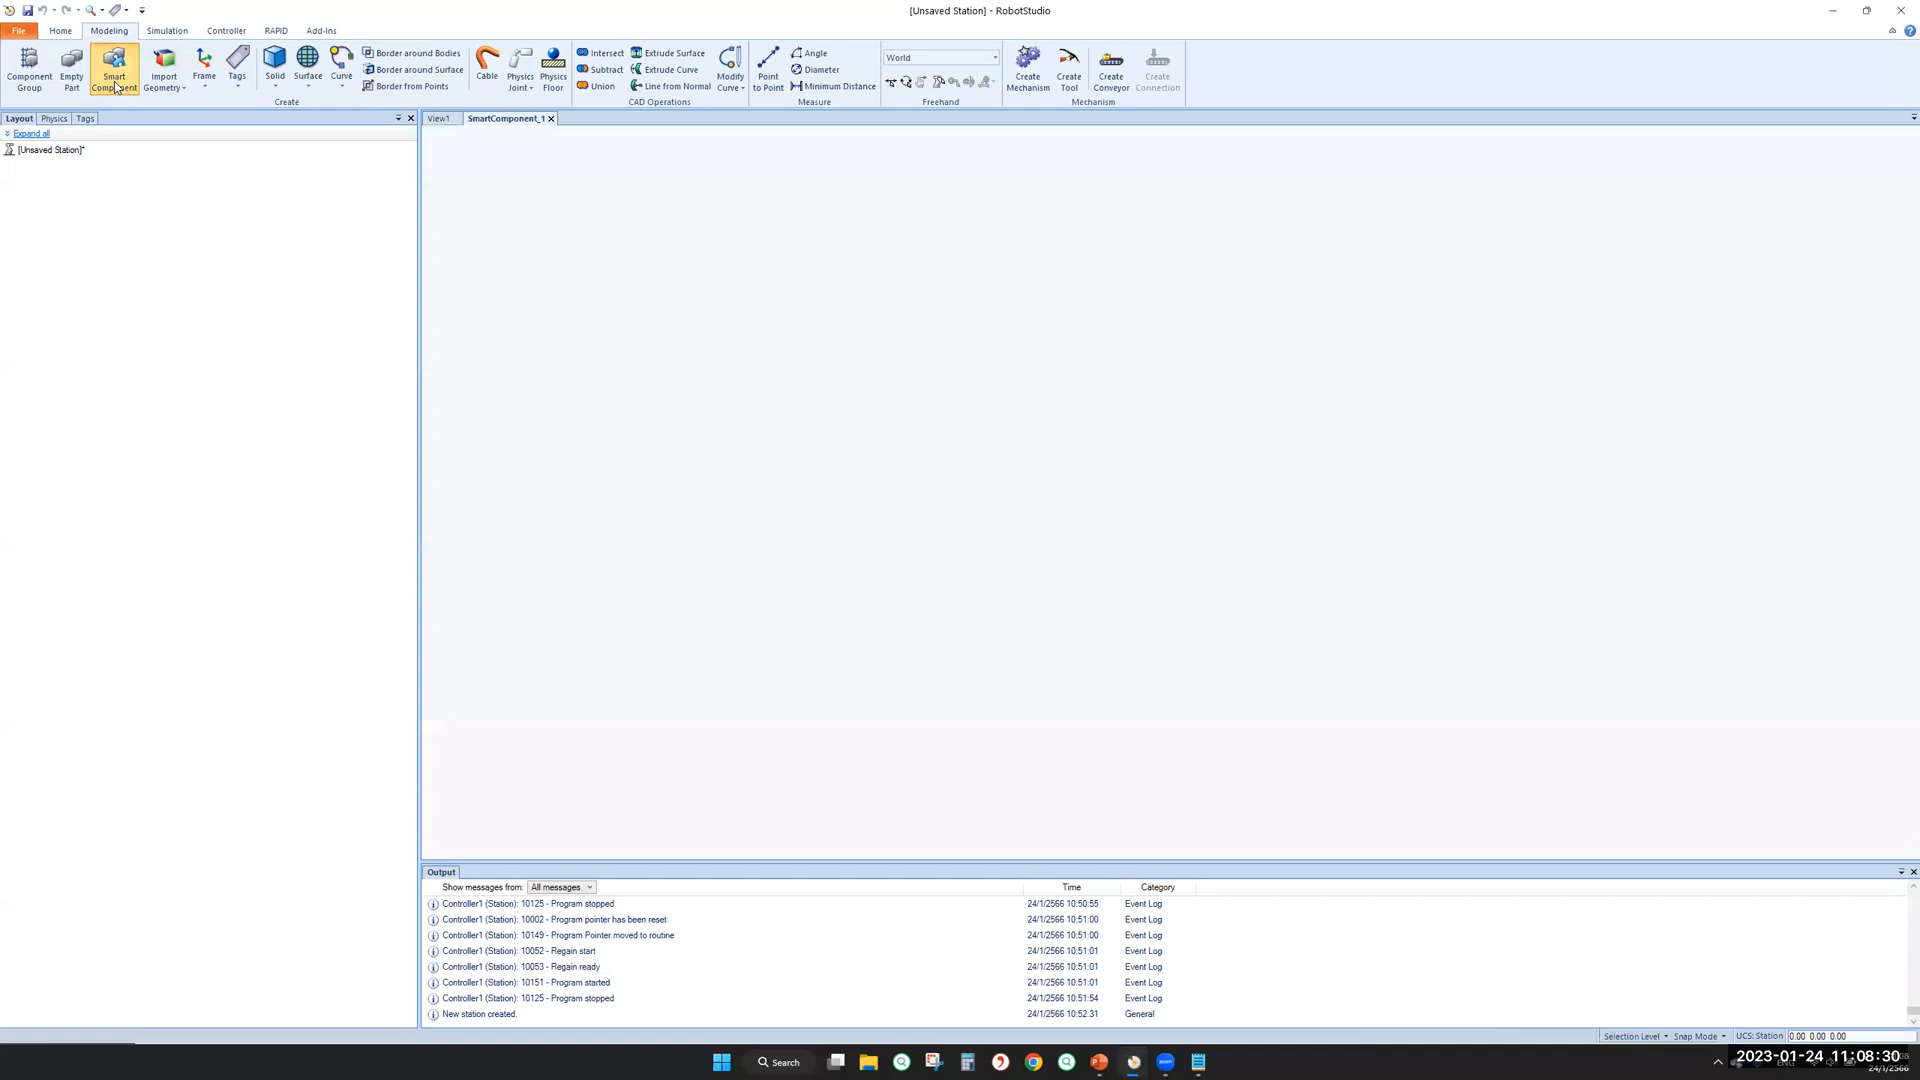 [Unsaved Station] - RobotStudio
File Home Modeling Simulation Controller RAPID Add-Ins
Component Group
Empty Part
Smart Component
Import Geometry
Frame
Tags
Solid
Surface
Curve
Border around Bodies
Border around Surface
Border from Points
Create
Cable
Physics Joint
Physics Floor
Intersect
Subtract
Union
Extrude Surface
Extrude Curve
Line from Normal
Modify Curve
CAD Operations
Point to Point
Angle
Diameter
Minimum Distance
Measure
World
Freehand
Create Mechanism
Create Tool
Create Conveyor
Create Connection
Mechanism
Layout Physics Tags
Expand all
[Unsaved Station]*
View1 SmartComponent_1
Output
Show messages from: All messages Time Category
Controller1 (Station): 10125 - Program stopped 24/1/2566 10:50:55 Event Log
Controller1 (Station): 10002 - Program pointer has been reset 24/1/2566 10:51:00 Event Log
Controller1 (Station): 10149 - Program Pointer moved to routine 24/1/2566 10:51:00 Event Log
Controller1 (Station): 10052 - Regain start 24/1/2566 10:51:01 Event Log
Controller1 (Station): 10053 - Regain ready 24/1/2566 10:51:01 Event Log
Controller1 (Station): 10151 - Program started 24/1/2566 10:51:01 Event Log
Controller1 (Station): 10125 - Program stopped 24/1/2566 10:51:54 Event Log
New station created. 24/1/2566 10:52:31 General
Selection Level Snap Mode UCS: Station 0.00 0.00 0.00
Search
2023-01-24 11:08:30
24/1/2566